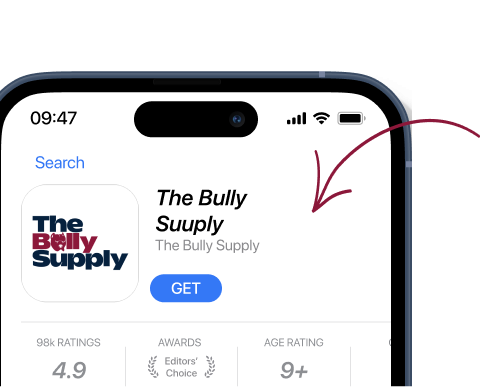 09:47
Search
The
Bully
Supply
The Bully
Suuply
The Bully Supply
GET
98k RATINGS
AWARDS
AGE RATING
4.9
Editors'
Choice
9+